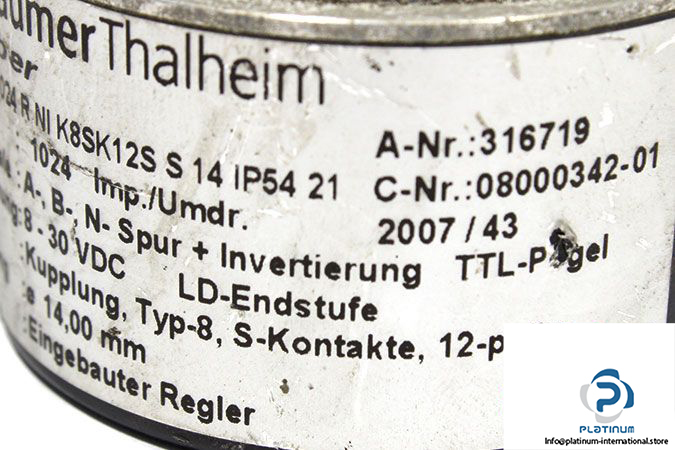 aumerThalheim
ber
024 R NI K8SK12S S 14 IP54 21
A-Nr.:316719
: 1024 Imp./Umdr.
C-Nr.:08000342-01
:A-, B-, N- Spur + Invertierung TTL-Pegel
2007 / 43
:8 - 30 VDC LD-Endstufe
:Kupplung, Typ-8, S-Kontakte, 12-p
:e 14,00 mm
:Eingebauter Regler
PLATINUM
Info@platinum-international.store